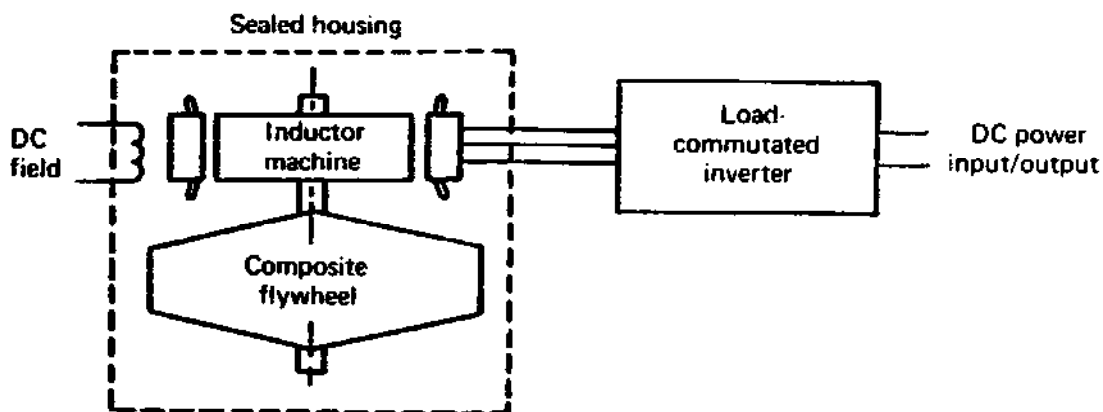 Sealed housing
DC
field
Inductor
machine
Load-
commutated
inverter
DC power
input/output
Composite
flywheel